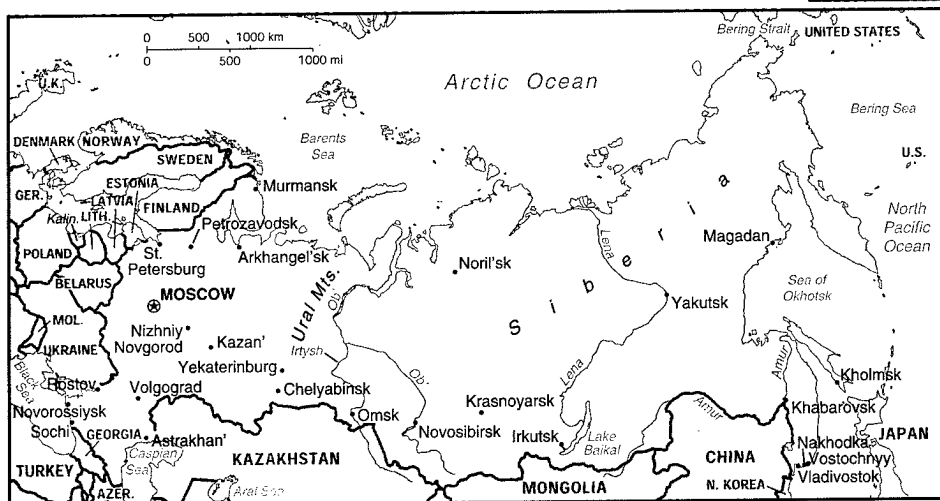 0 500 1000 km
0 500 1000 mi
Bering Strait
UNITED STATES
Arctic Ocean
U.K.
Bering Sea
Barents
Sea
DENMARK
NORWAY
SWEDEN
U.S.
ESTONIA
GER.
LATVIA
Murmansk
Kalin.
LITH.
FINLAND
Petrozavodsk
North
Pacific
Ocean
Lena
Magadan
POLAND
St.
Petersburg
Arkhangel'sk
Noril'sk
Siberia
BELARUS
MOSCOW
Ural Mts.
Ob'
Sea of
Okhotsk
Yakutsk
MOL.
Nizhniy
Novgorod
UKRAINE
Kazan'
Irtysh
Yekaterinburg
Ob'
Lena
Amur
Black
Sea
Rostov
Volgograd
Chelyabinsk
Kholmsk
Novorossiysk
Krasnoyarsk
Amur
Omsk
Khabarovsk
Sochi
GEORGIA
Astrakhan'
Novosibirsk
Irkutsk
Lake
Baikal
Nakhodka
JAPAN
Caspian
Sea
KAZAKHSTAN
CHINA
Vostochnyy
TURKEY
Vladivostok
AZER.
Aral Sea
MONGOLIA
N. KOREA